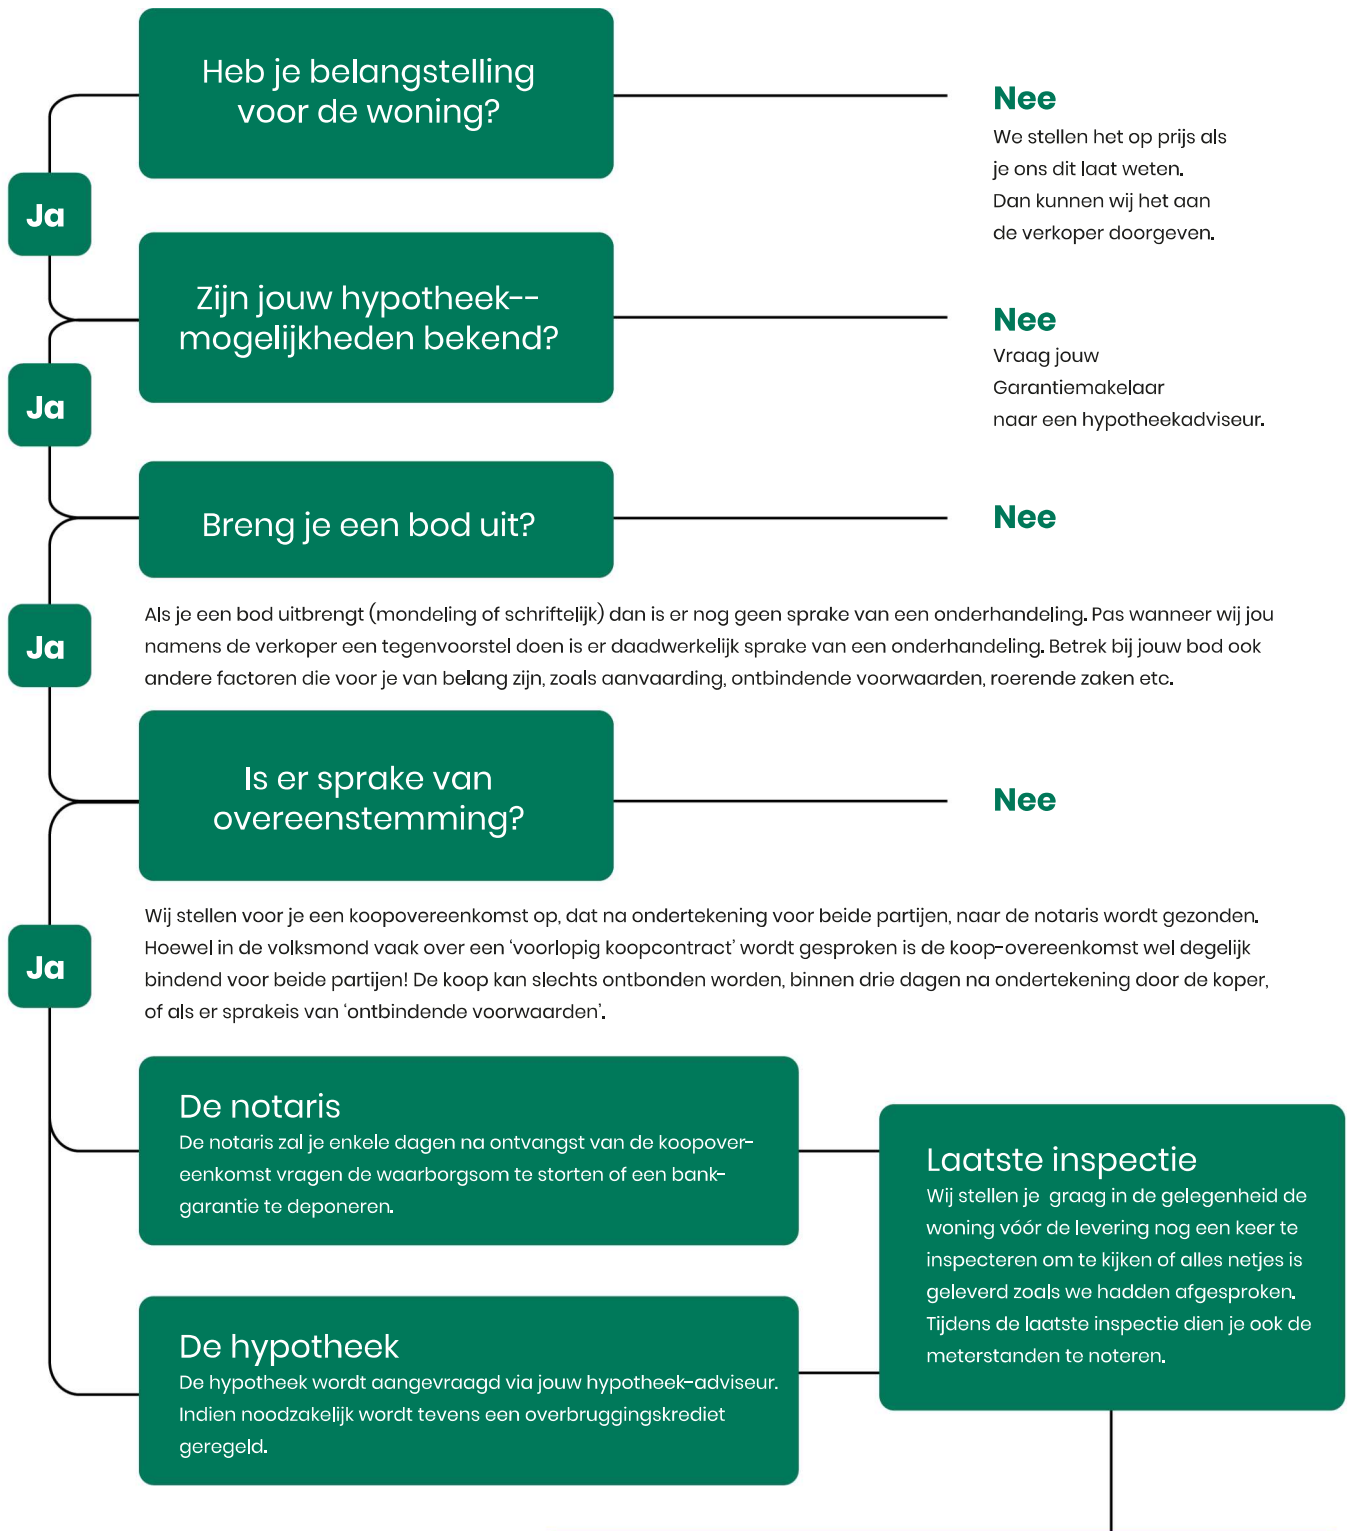 Heb je belangstelling
voor de woning?
Nee
We stellen het op prijs als
je ons dit laat weten.
Dan kunnen wij het aan
de verkoper doorgeven.
Ja
Zijn jouw hypotheek--
mogelijkheden bekend?
Nee
Vraag jouw
Garantiemakelaar
naar een hypotheekadviseur.
Ja
Breng je een bod uit?
Nee
Ja
Als je een bod uitbrengt (mondeling of schriftelijk) dan is er nog geen sprake van een onderhandeling. Pas wanneer wij jou
namens de verkoper een tegenvoorstel doen is er daadwerkelijk sprake van een onderhandeling. Betrek bij jouw bod ook
andere factoren die voor je van belang zijn, zoals aanvaarding, ontbindende voorwaarden, roerende zaken etc.
Is er sprake van
overeenstemming?
Nee
Ja
Wij stellen voor je een koopovereenkomst op, dat na ondertekening voor beide partijen, naar de notaris wordt gezonden.
Hoewel in de volksmond vaak over een ‘voorlopig koopcontract’ wordt gesproken is de koop-overeenkomst wel degelijk
bindend voor beide partijen! De koop kan slechts ontbonden worden, binnen drie dagen na ondertekening door de koper,
of als er sprakeis van ‘ontbindende voorwaarden’.
De notaris
De notaris zal je enkele dagen na ontvangst van de koopover-
eenkomst vragen de waarborgsom te storten of een bank-
garantie te deponeren.
De hypotheek
De hypotheek wordt aangevraagd via jouw hypotheek-adviseur.
Indien noodzakelijk wordt tevens een overbruggingskrediet
geregeld.
Laatste inspectie
Wij stellen je graag in de gelegenheid de
woning vóór de levering nog een keer te
inspecteren om te kijken of alles netjes is
geleverd zoals we hadden afgesproken.
Tijdens de laatste inspectie dien je ook de
meterstanden te noteren.